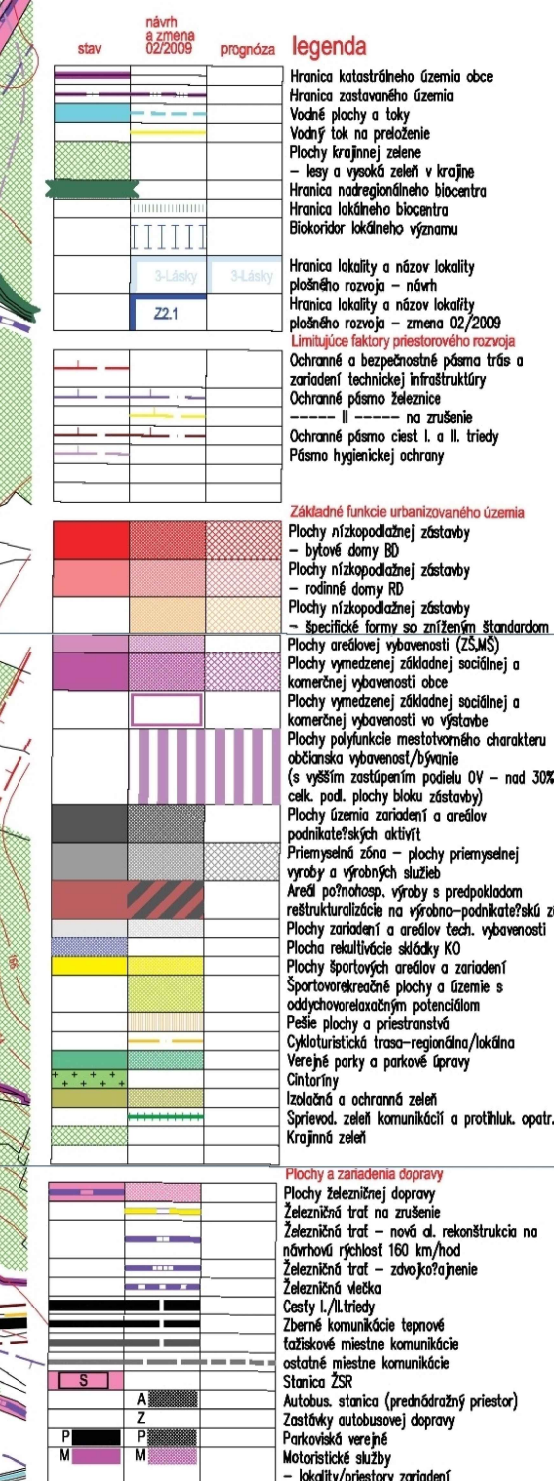 návrh
a zmena
stav 02/2009 prognóza legenda
Hranica katastrálneho územia obce
Hranica zastavaného územia
Vodné plochy a toky
Vodný tok na preloženie
Plochy krajinnej zelene
– lesy a vysoká zeleň v krajine
Hranica nadregionálneho biocentra
Hranica lokálneho biocentra
Biokoridor lokálneho významu
3-Lásky 3-Lásky Hranica lokality a názov lokality
plošného rozvoja – návrh
Z2.1 Hranica lokality a názov lokality
plošného rozvoja – zmena 02/2009
Limitujúce faktory priestorového rozvoja
Ochranné a bezpečnostné pásma trás a
zariadení technickej infraštruktúry
Ochranné pásmo železnice
----- II ----- na zrušenie
Ochranné pásmo ciest I. a II. triedy
Pásmo hygienickej ochrany
Základné funkcie urbanizovaného územia
Plochy nízkopodlažnej zástavby
– bytové domy BD
Plochy nízkopodlažnej zástavby
– rodinné domy RD
Plochy nízkopodlažnej zástavby
– špecifické formy so zníženým štandardom
Plochy areálovej vybavenosti (ZŠ,MŠ)
Plochy vymedzenej základnej sociálnej a
komerčnej vybavenosti obce
Plochy vymedzenej základnej sociálnej a
komerčnej vybavenosti vo výstavbe
Plochy polyfunkcie mestotvorného charakteru
občianska vybavenosť/bývanie
(s vyšším zastúpením podielu OV – nad 30%
celk. podl. plochy bloku zástavby)
Plochy územia zariadení a areálov
podnikate?ských aktivít
Priemyselná zóna – plochy priemyselnej
vyroby a výrobných služieb
Areál po?nohosp. výroby s predpokladom
reštrukturalizácie na výrobno-podnikate?skú
Plochy zariadení a areálov tech. vybavenosti
Plocha rekultivácie skládky KO
Plochy športových areálov a zariadení
Športovorekreačné plochy a územie s
oddychovorelaxačným potenciálom
Pešie plochy a priestranstvá
Cykloturistická trasa-regionálna/lokálna
Verejné parky a parkové úpravy
Cintoríny
Izolačná a ochranná zeleň
Sprievod. zeleň komunikácií a protihluk. opatr.
Krajinná zeleň
Plochy a zariadenia dopravy
Plochy železničnej dopravy
Železničná trať na zrušenie
Železničná trať – nová al. rekonštrukcia na
návrhovú rýchlosť 160 km/hod
Železničná trať – zdvojko?ajnenie
Železničná vlečka
Cesty I./II.triedy
Zberné komunikácie tepnové
ťažiskové miestne komunikácie
ostatné miestne komunikácie
S Stanica ŽSR
A Autobus. stanica (prednádražný priestor)
Z Zastávky autobusovej dopravy
P P Parkoviská verejné
M M Motoristické služby
– lokality/priestory zariadení